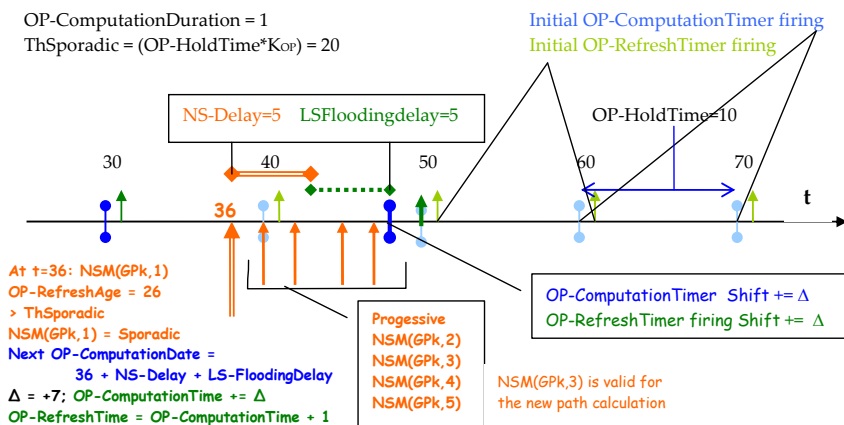 OP-ComputationDuration = 1
ThSporadic = (OP-HoldTime*KOP) = 20
Initial OP-ComputationTimer firing
Initial OP-RefreshTimer firing
NS-Delay=5 LSFloodingdelay=5
OP-HoldTime=10
30 40 50 60 70
t
36
At t=36: NSM(GPk,1)
OP-RefreshAge = 26
> ThSporadic
NSM(GPk,1) = Sporadic
Next OP-ComputationDate =
36 + NS-Delay + LS-FloodingDelay
Δ = +7; OP-ComputationTime += Δ
OP-RefreshTime = OP-ComputationTime + 1
Progessive
NSM(GPk,2)
NSM(GPk,3)
NSM(GPk,4)
NSM(GPk,5)
OP-ComputationTimer Shift += Δ
OP-RefreshTimer firing Shift += Δ
NSM(GPk,3) is valid for
the new path calculation